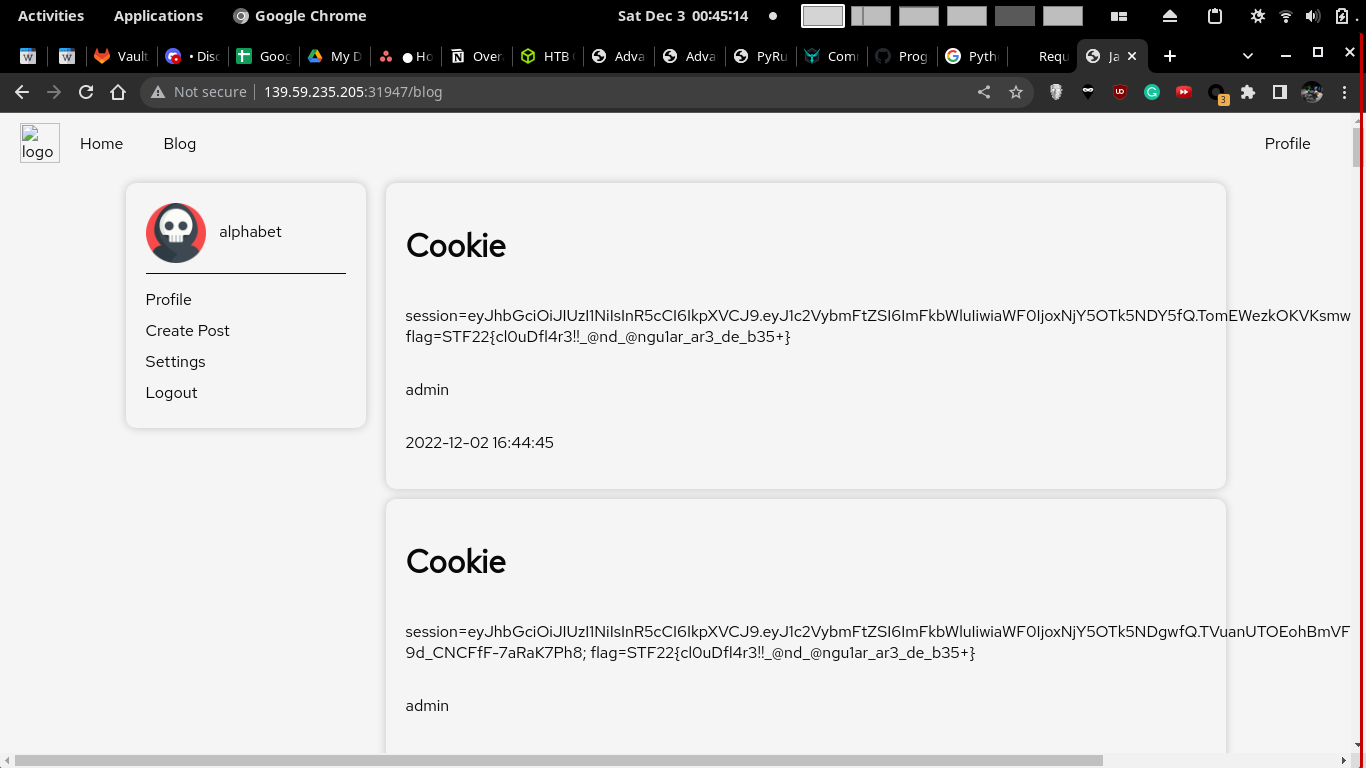 Activities Applications Google Chrome Sat Dec 3 00:45:14
Vault • Disc Goog My D ● Ho Over HTB Adva Adva PyRu Com Prog Pyth Requ Ja
Not secure 139.59.235.205:31947/blog
3
logo Home Blog Profile
alphabet
Profile
Create Post
Settings
Logout
Cookie
session=eyJhbGciOiJIUzI1NiIsInR5cCI6IkpXVCJ9.eyJ1c2VybmFtZSI6ImFkbWluIiwiaWF0IjoxNjY5OTk5NDY5fQ.TomEWezkOKVKsmw
flag=STF22{cl0uDfl4r3!!_@nd_@ngu1ar_ar3_de_b35+}
admin
2022-12-02 16:44:45
Cookie
session=eyJhbGciOiJIUzI1NiIsInR5cCI6IkpXVCJ9.eyJ1c2VybmFtZSI6ImFkbWluIiwiaWF0IjoxNjY5OTk5NDgwfQ.TVuanUTOEohBmVF
9d_CNCFfF-7aRaK7Ph8; flag=STF22{cl0uDfl4r3!!_@nd_@ngu1ar_ar3_de_b35+}
admin